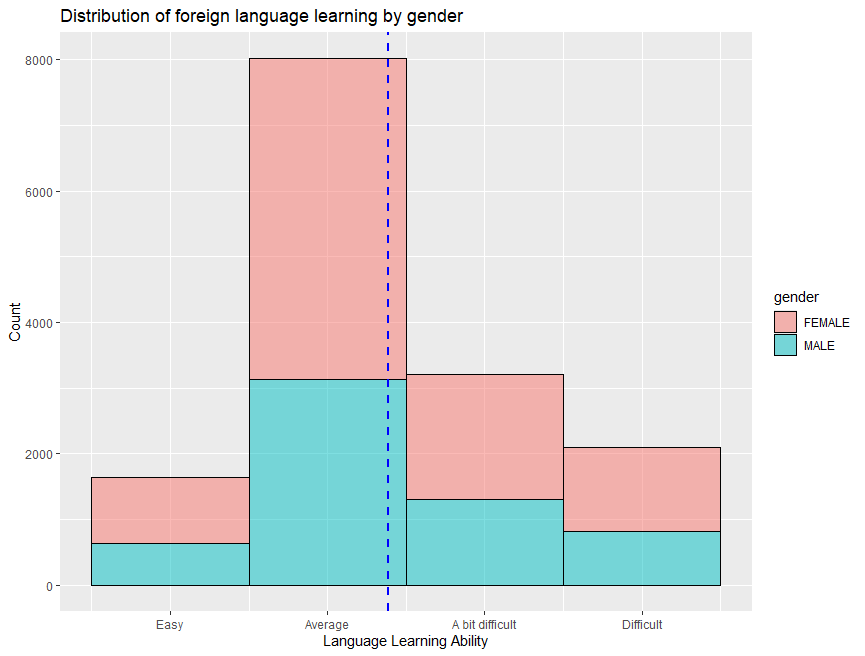 Distribution of foreign language learning by gender
8000
6000
4000
2000
0
Count
Easy
Average
A bit difficult
Difficult
Language Learning Ability
gender
FEMALE
MALE